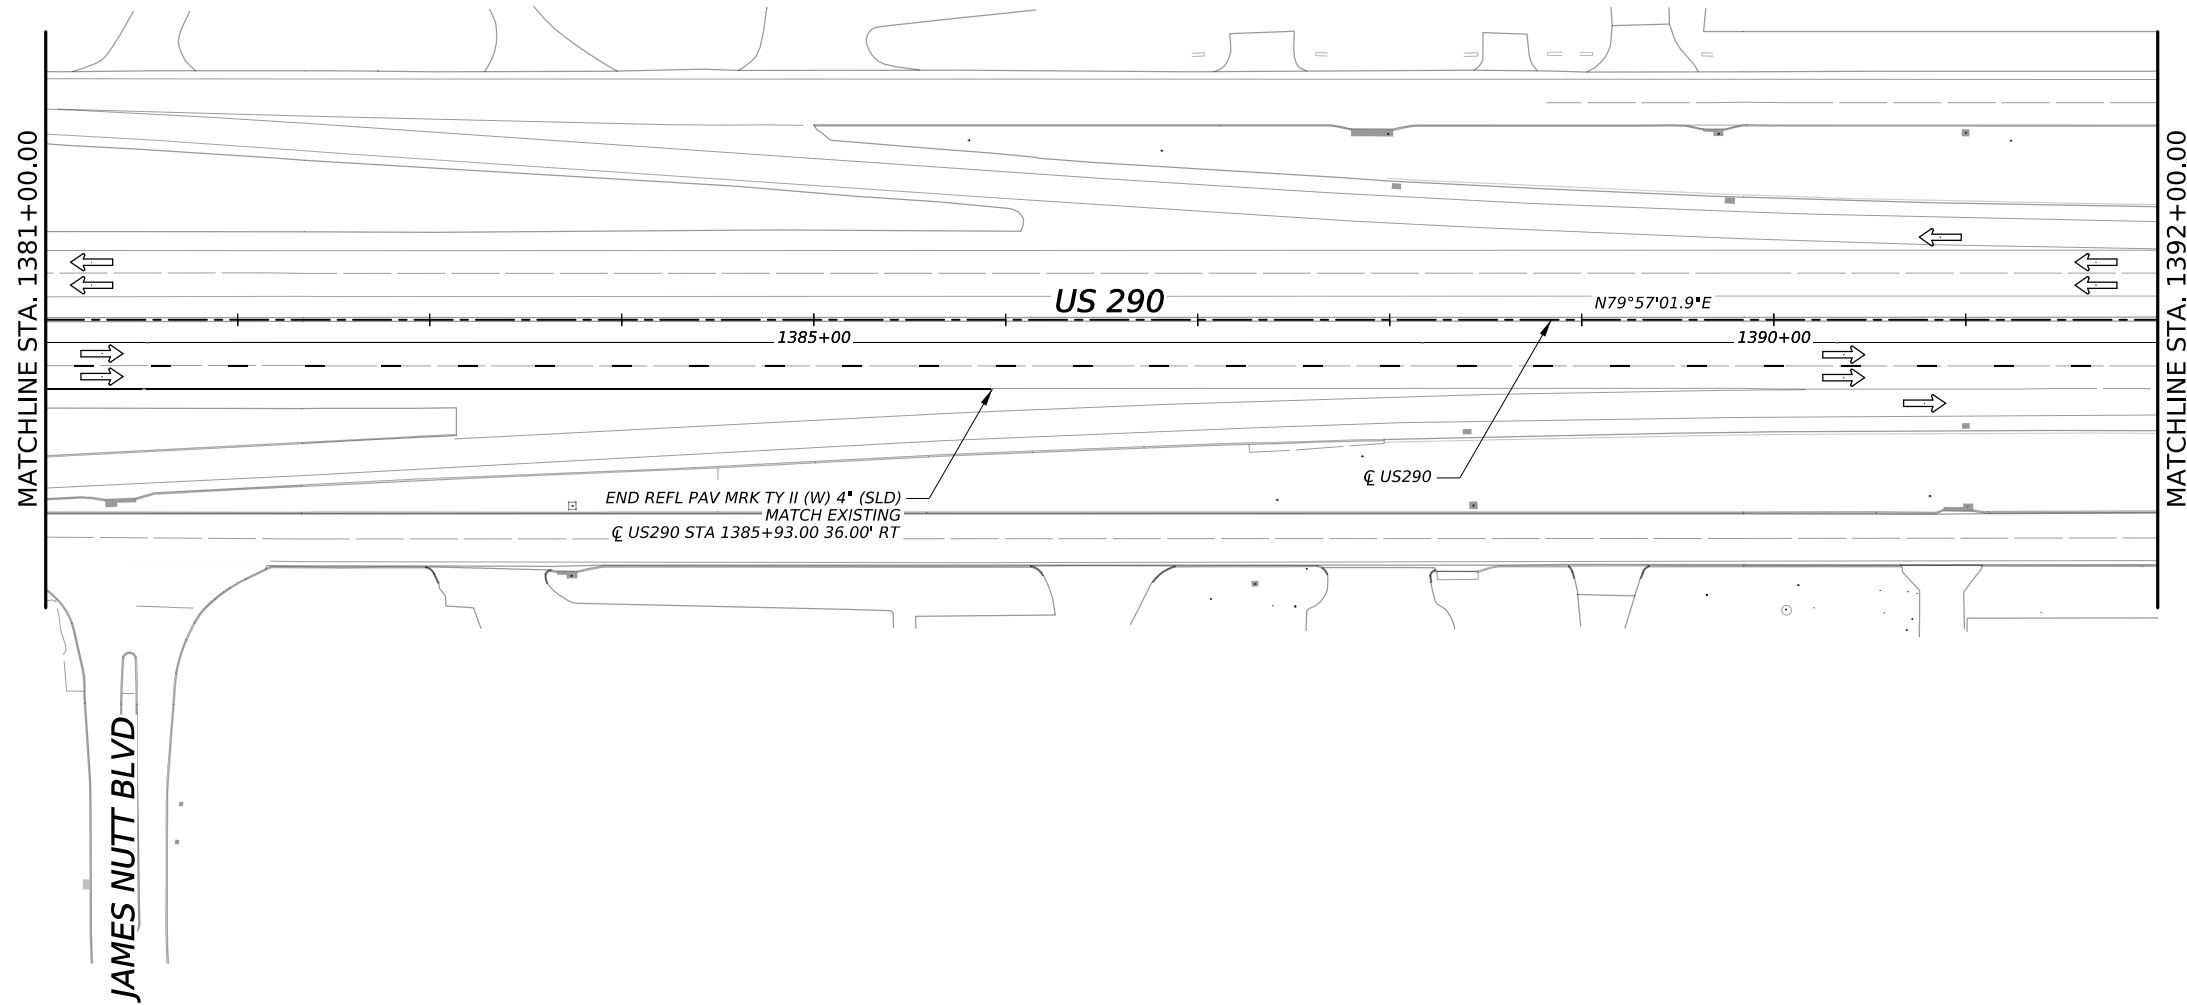 MATCHLINE STA. 1381+00.00
MATCHLINE STA. 1392+00.00
US 290
N79°57'01.9"E
1385+00
1390+00
℄ US290
END REFL PAV MRK TY II (W) 4" (SLD)
MATCH EXISTING
℄ US290 STA 1385+93.00 36.00' RT
JAMES NUTT BLVD